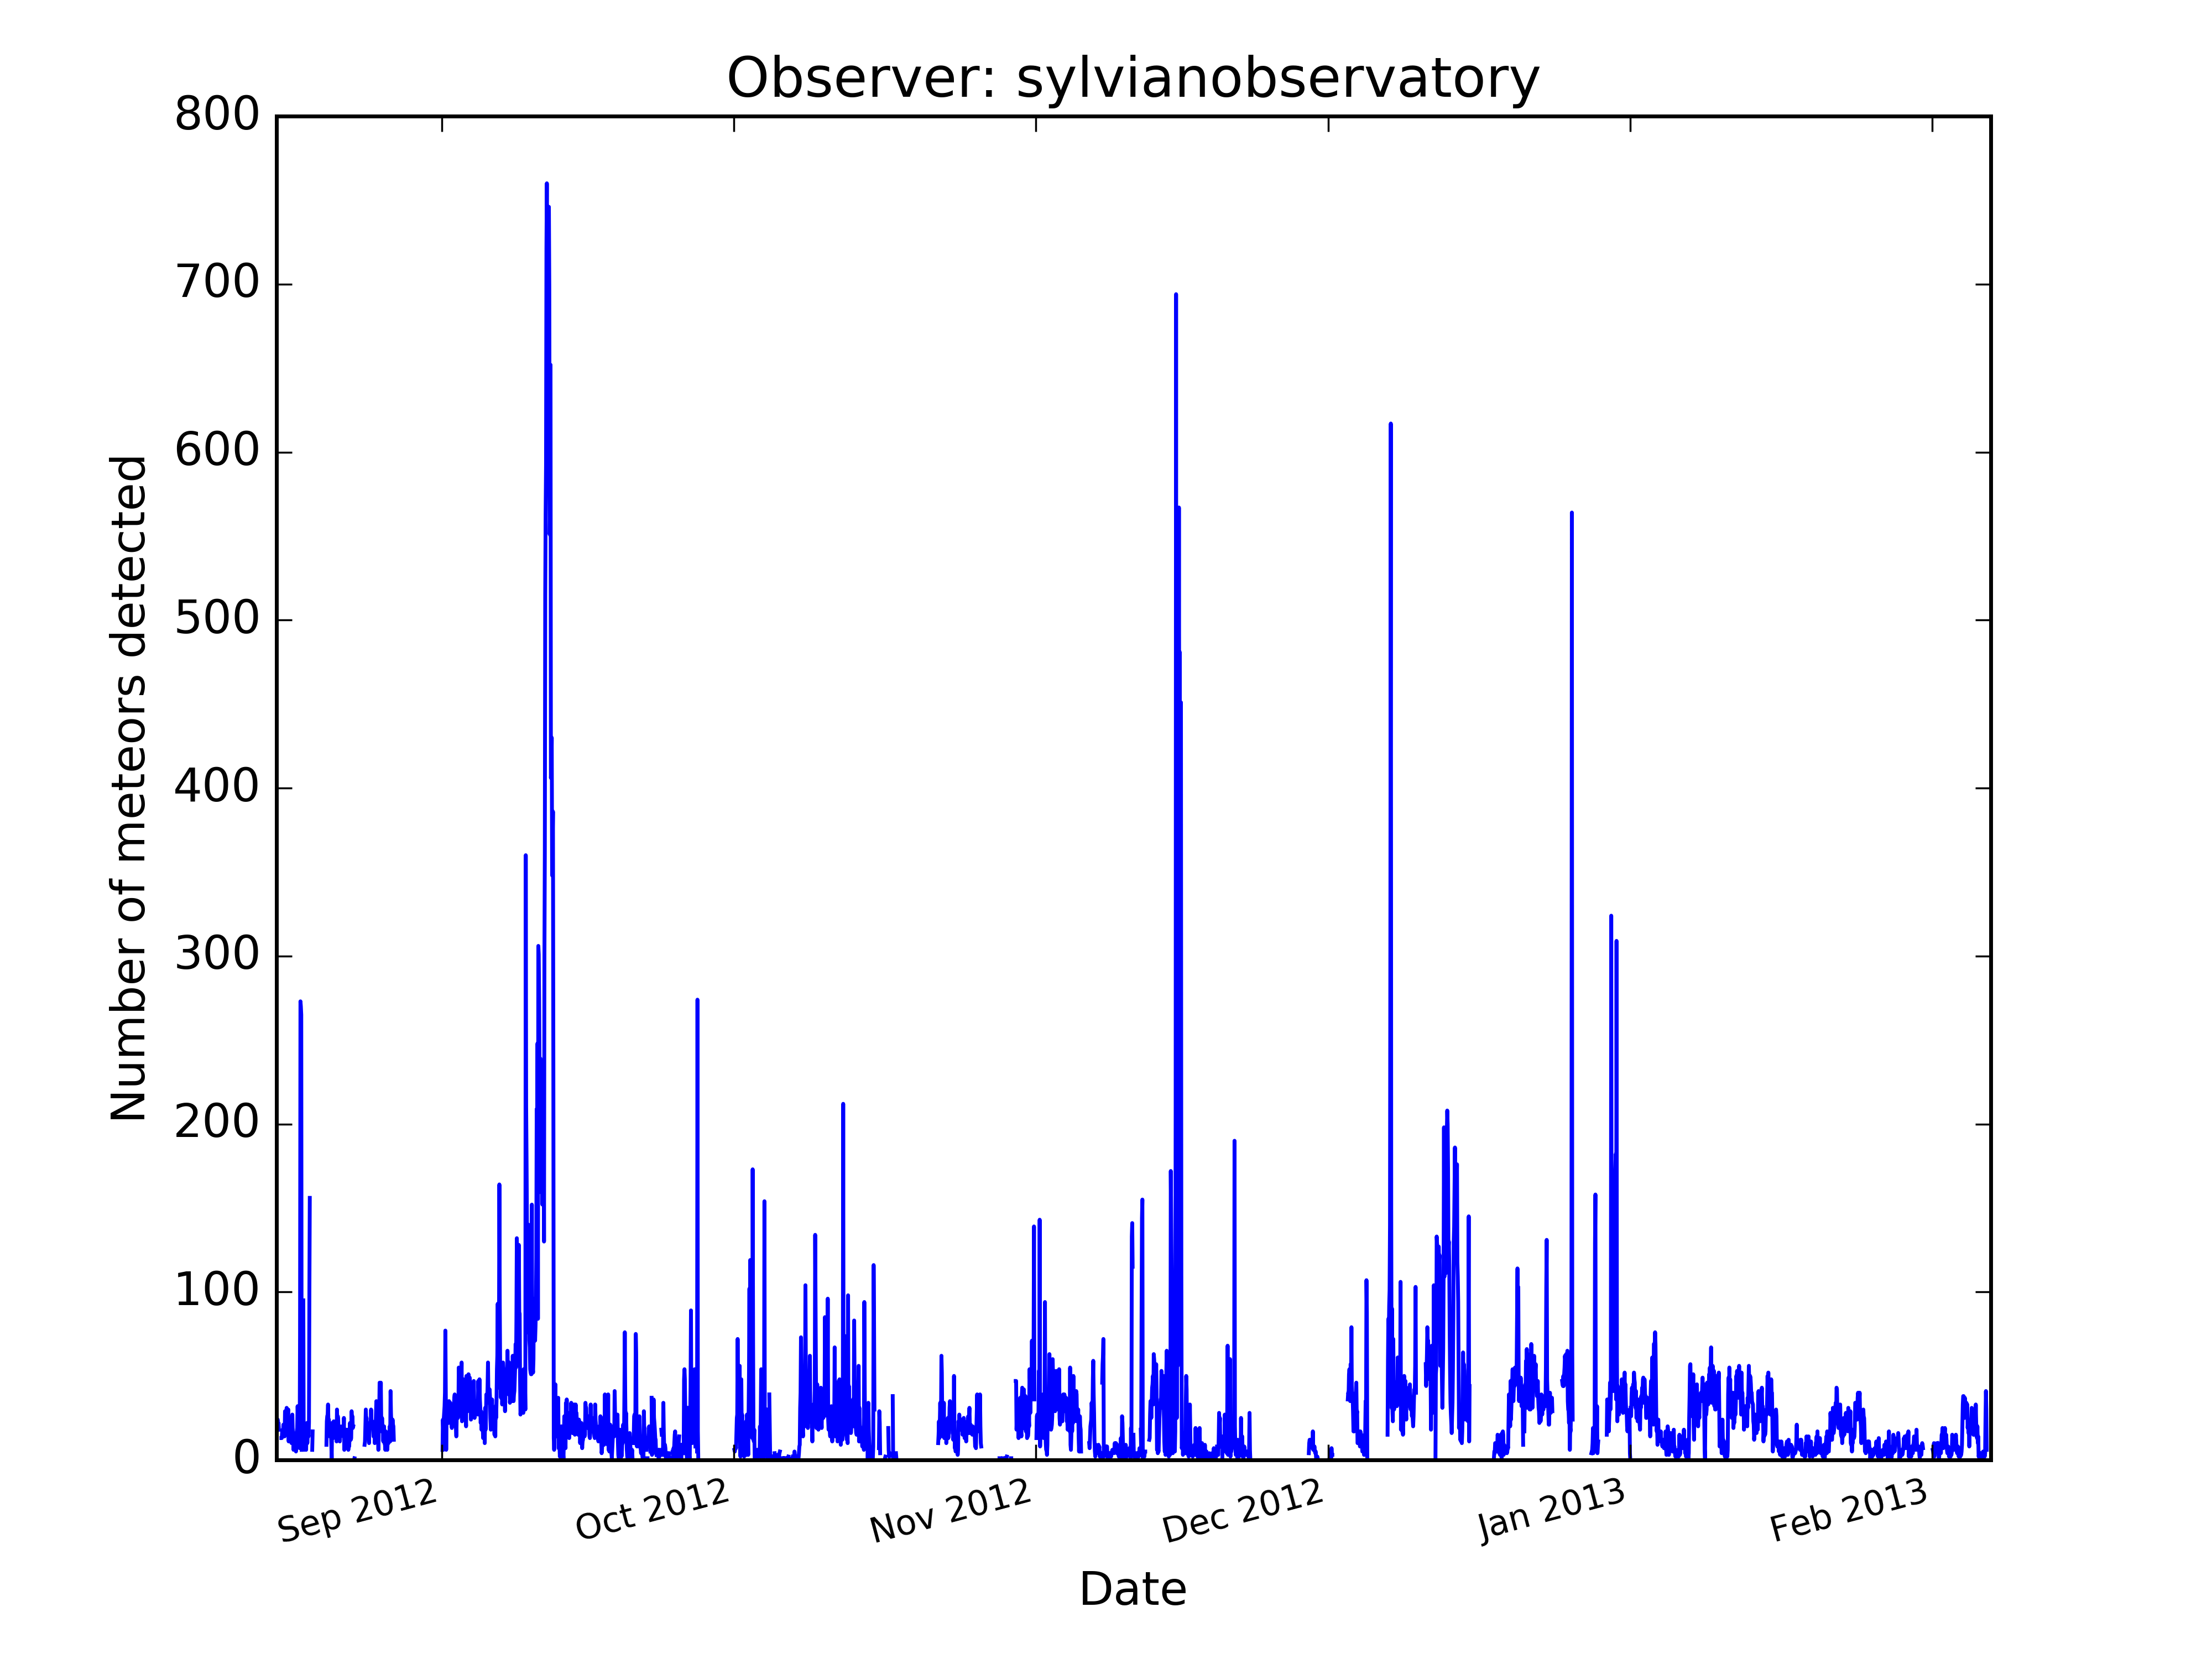 Observer: sylvianobservatory
800
700
600
500
400
300
200
100
0
Number of meteors detected
Sep 2012
Oct 2012
Nov 2012
Dec 2012
Jan 2013
Feb 2013
Date